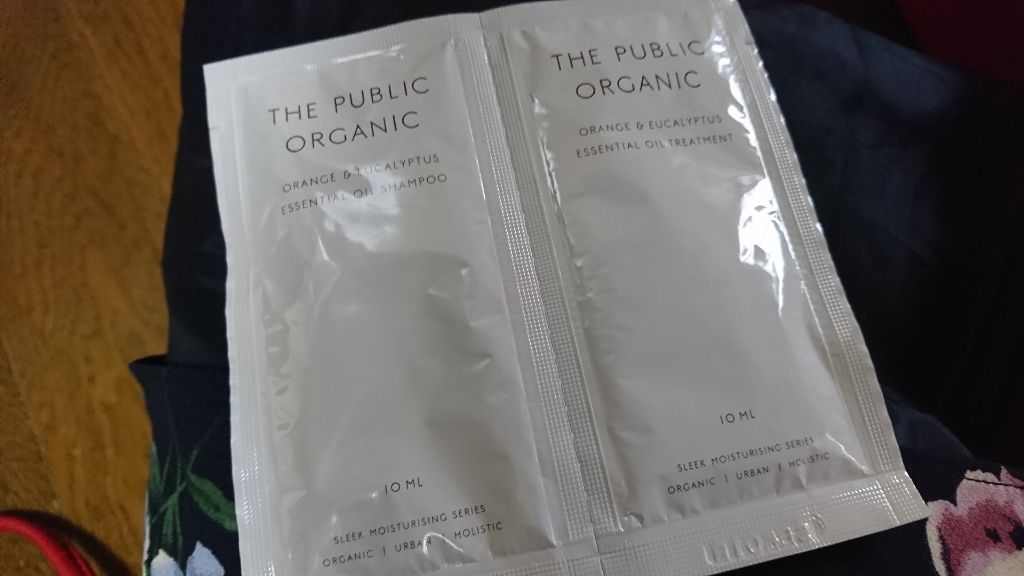 THE PUBLIC
ORGANIC
ORANGE & EUCALYPTUS
ESSENTIAL OIL SHAMPOO
10 ML
SLEEK MOISTURISING SERIES
ORGANIC | URBAN | HOLISTIC
THE PUBLIC
ORGANIC
ORANGE & EUCALYPTUS
ESSENTIAL OIL TREATMENT
10 ML
SLEEK MOISTURISING SERIES
ORGANIC | URBAN | HOLISTIC